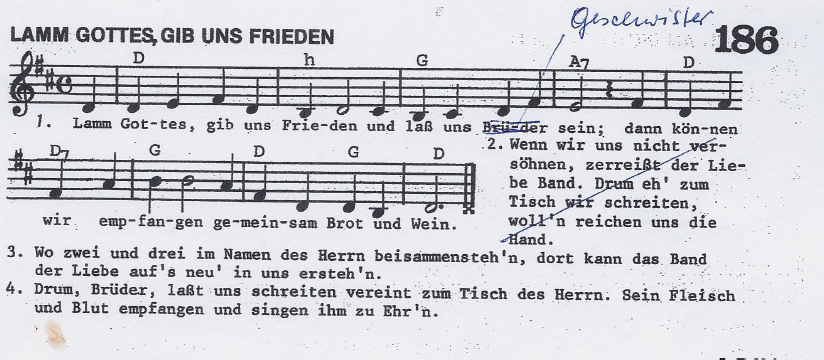 Geschwister
LAMM GOTTES, GIB UNS FRIEDEN 186
D h G A7 D
1. Lamm Got-tes, gib uns Frie-den und laß uns Brü-der sein; dann kön-nen
D7 G D G D
wir emp-fan-gen ge-mein-sam Brot und Wein.
2. Wenn wir uns nicht ver-
söhnen, zerreißt der Lie-
be Band. Drum eh' zum
Tisch wir schreiten,
woll'n reichen uns die
Hand.
3. Wo zwei und drei im Namen des Herrn beisammensteh'n, dort kann das Band
der Liebe auf's neu' in uns ersteh'n.
4. Drum, Brüder, laßt uns schreiten vereint zum Tisch des Herrn. Sein Fleisch
und Blut empfangen und singen ihm zu Ehr'n.